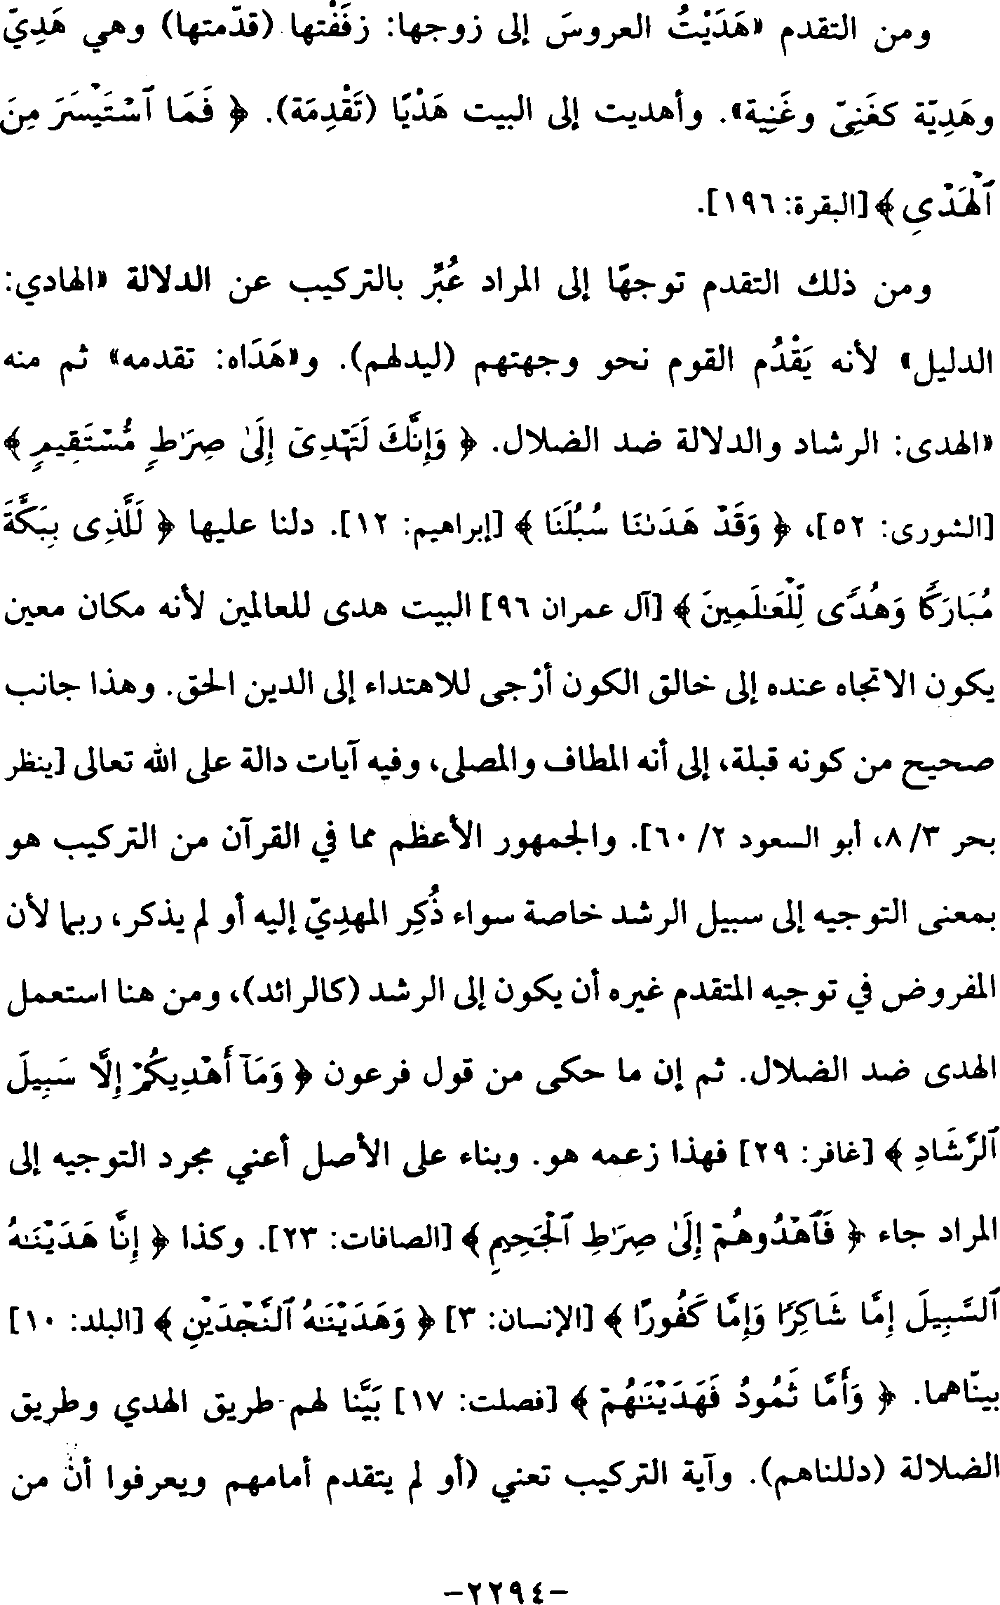 ومن التقدم «هَدَيْتُ العروسَ إلى زوجها: زفَفْتها (قدّمتها) وهي هَدِيّ
وهَدِيّة كغَنِىّ وغَنِية». وأهديت إلى البيت هَدْيًا (تَقْدِمَة). ﴿ فَمَا ٱسْتَيْسَرَ مِنَ
ٱلْهَدْىِ ﴾ [البقرة: ١٩٦].
ومن ذلك التقدم توجهًا إلى المراد عُبِّر بالتركيب عن الدلالة «الهادي:
الدليل» لأنه يَقْدُم القوم نحو وجهتهم (ليدلهم). و«هَدَاه: تقدمه» ثم منه
«الهدى: الرشاد والدلالة ضد الضلال. ﴿ وَإِنَّكَ لَتَهْدِىٓ إِلَىٰ صِرَٰطٍ مُّسْتَقِيمٍ ﴾
[الشورى: ٥٢]، ﴿ وَقَدْ هَدَىٰنَا سُبُلَنَا ﴾ [إبراهيم: ١٢]. دلنا عليها ﴿ لَلَّذِى بِبَكَّةَ
مُبَارَكًا وَهُدًى لِّلْعَـٰلَمِينَ ﴾ [آل عمران ٩٦] البيت هدى للعالمين لأنه مكان معين
يكون الاتجاه عنده إلى خالق الكون أرْجى للاهتداء إلى الدين الحق. وهذا جانب
صحيح من كونه قبلة، إلى أنه المطاف والمصلى، وفيه آيات دالة على الله تعالى [ينظر
بحر ٣/ ٨، أبو السعود ٢/ ٦٠]. والجمهور الأعظم مما في القرآن من التركيب هو
بمعنى التوجيه إلى سبيل الرشد خاصة سواء ذُكِر المهدِيّ إليه أو لم يذكر، ربما لأن
المفروض في توجيه المتقدم غيره أن يكون إلى الرشد (كالرائد)، ومن هنا استعمل
الهدى ضد الضلال. ثم إن ما حكى من قول فرعون ﴿ وَمَآ أَهْدِيكُمْ إِلَّا سَبِيلَ
ٱلرَّشَادِ ﴾ [غافر: ٢٩] فهذا زعمه هو. وبناء على الأصل أعني مجرد التوجيه إلى
المراد جاء ﴿ فَٱهْدُوهُمْ إِلَىٰ صِرَٰطِ ٱلْجَحِيمِ ﴾ [الصافات: ٢٣]. وكذا ﴿ إِنَّا هَدَيْنَـٰهُ
ٱلسَّبِيلَ إِمَّا شَاكِرًا وَإِمَّا كَفُورًا ﴾ [الإنسان: ٣] ﴿ وَهَدَيْنَـٰهُ ٱلنَّجْدَيْنِ ﴾ [البلد: ١٠]
بيّناهما. ﴿ وَأَمَّا ثَمُودُ فَهَدَيْنَـٰهُمْ ﴾ [فصلت: ١٧] بَيَّنا لهم طريق الهدي وطريق
الضلالة (دللناهم). وآية التركيب تعني (أو لم يتقدم أمامهم ويعرفوا أنّ من
-٢٢٩٤-